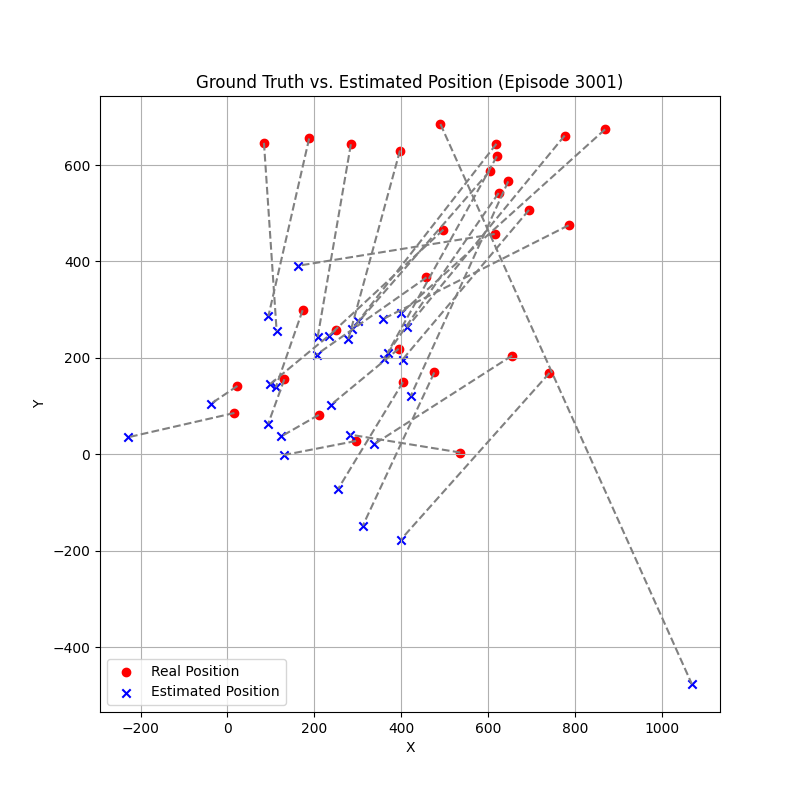 Ground Truth vs. Estimated Position (Episode 3001)
600
400
200
0
−200
−400
Y
Real Position
Estimated Position
−200 0 200 400 600 800 1000
X